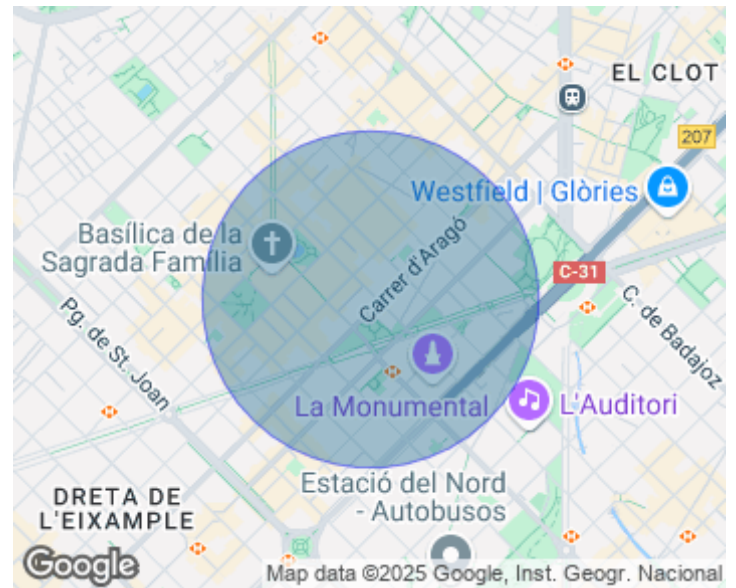 EL CLOT
207
Westfield | Glòries
Basílica de la
Sagrada Família
Carrer d'Aragó
C-31
C. de Badajoz
Pg. de St. Joan
La Monumental
L'Auditori
Estació del Nord
- Autobusos
DRETA DE
L'EIXAMPLE
Google
Map data ©2025 Google, Inst. Geogr. Nacional